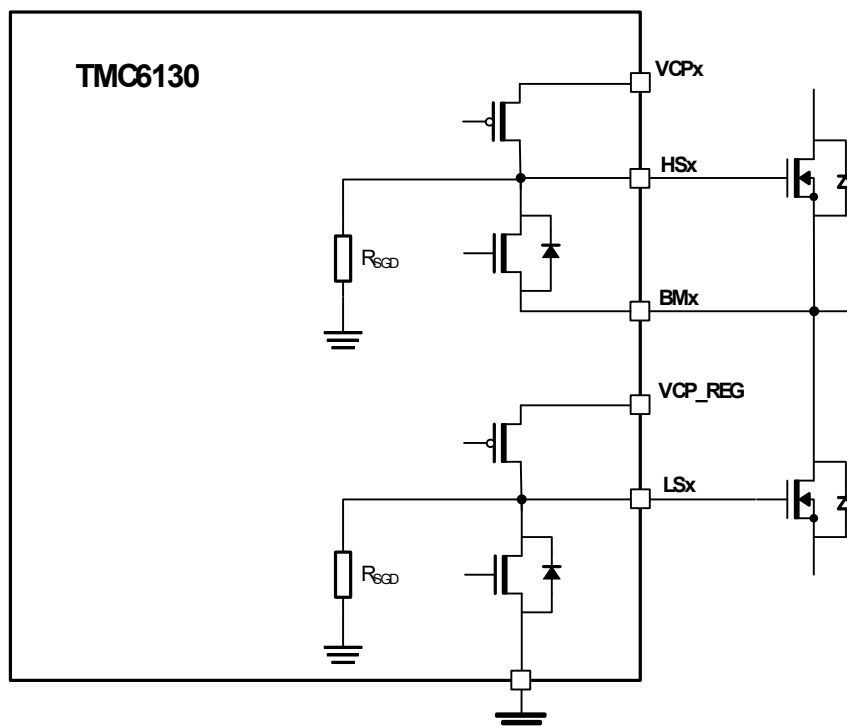 TMC6130
VCPx
HSx
RSGD
BMx
VCP_REG
LSx
RSGD